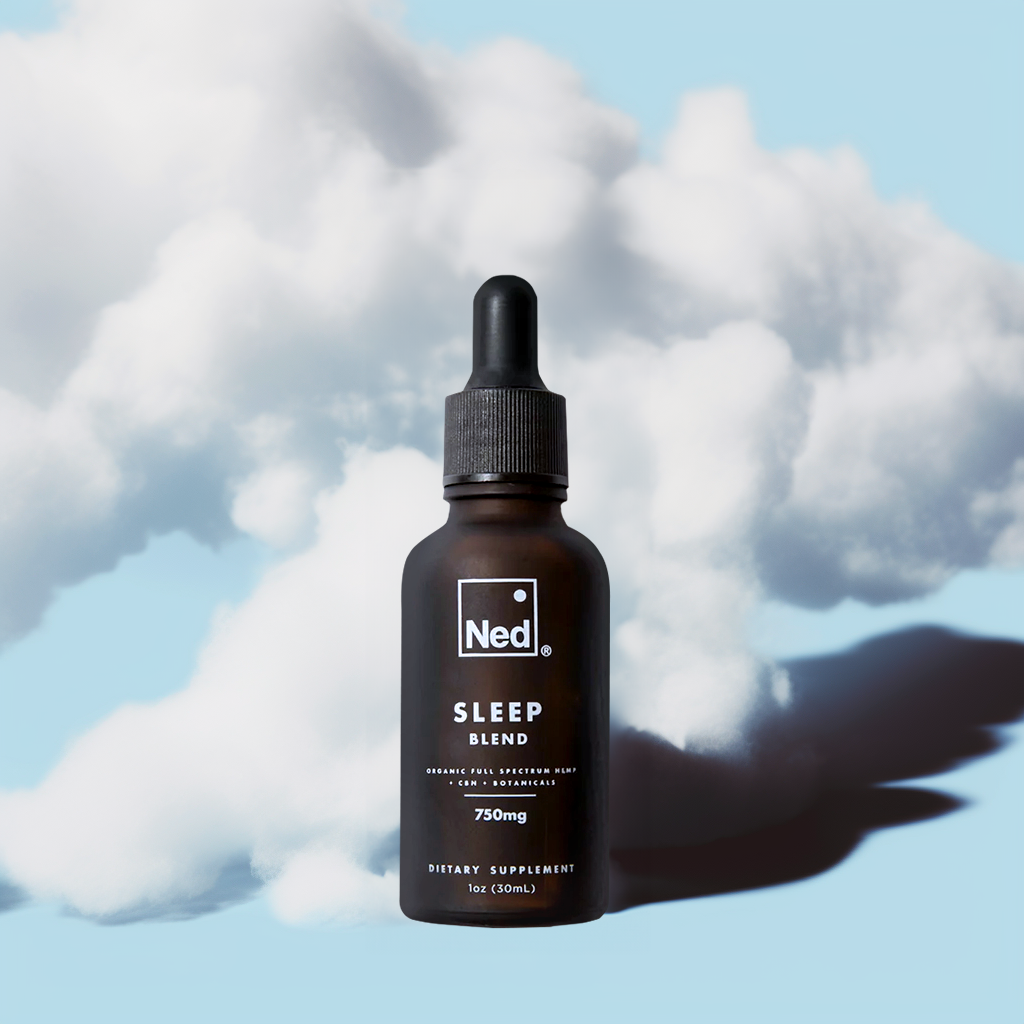 Ned®
SLEEP
BLEND
ORGANIC FULL SPECTRUM HEMP
+ CBN + BOTANICALS
750mg
DIETARY SUPPLEMENT
1oz (30mL)